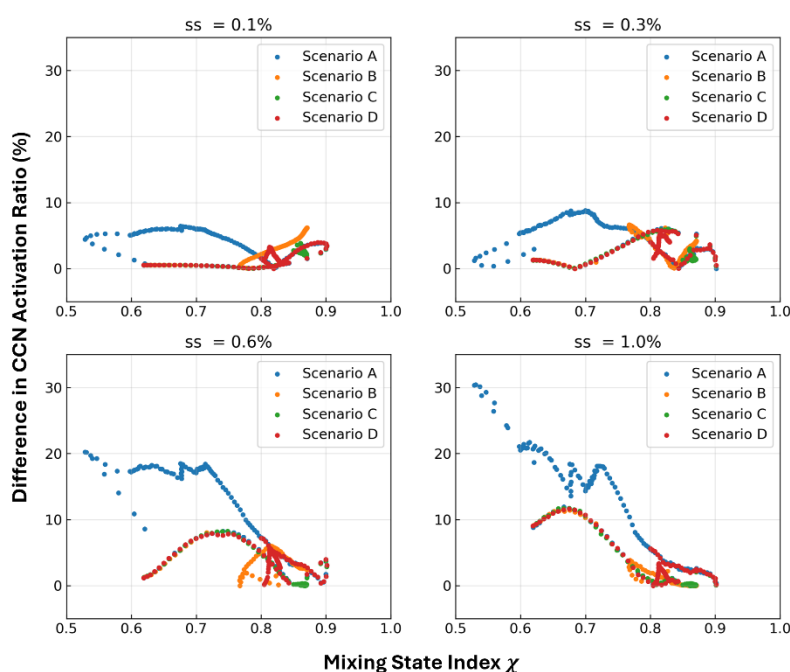 ss = 0.1%
35
30
20
10
0
0.5 0.6 0.7 0.8 0.9 1.0
Scenario A
Scenario B
Scenario C
Scenario D
ss = 0.3%
30
20
10
0
0.5 0.6 0.7 0.8 0.9 1.0
Scenario A
Scenario B
Scenario C
Scenario D
ss = 0.6%
30
20
10
0
0.5 0.6 0.7 0.8 0.9 1.0
Scenario A
Scenario B
Scenario C
Scenario D
ss = 1.0%
30
20
10
0
0.5 0.6 0.7 0.8 0.9 1.0
Scenario A
Scenario B
Scenario C
Scenario D
Difference in CCN Activation Ratio (%)
Mixing State Index χ